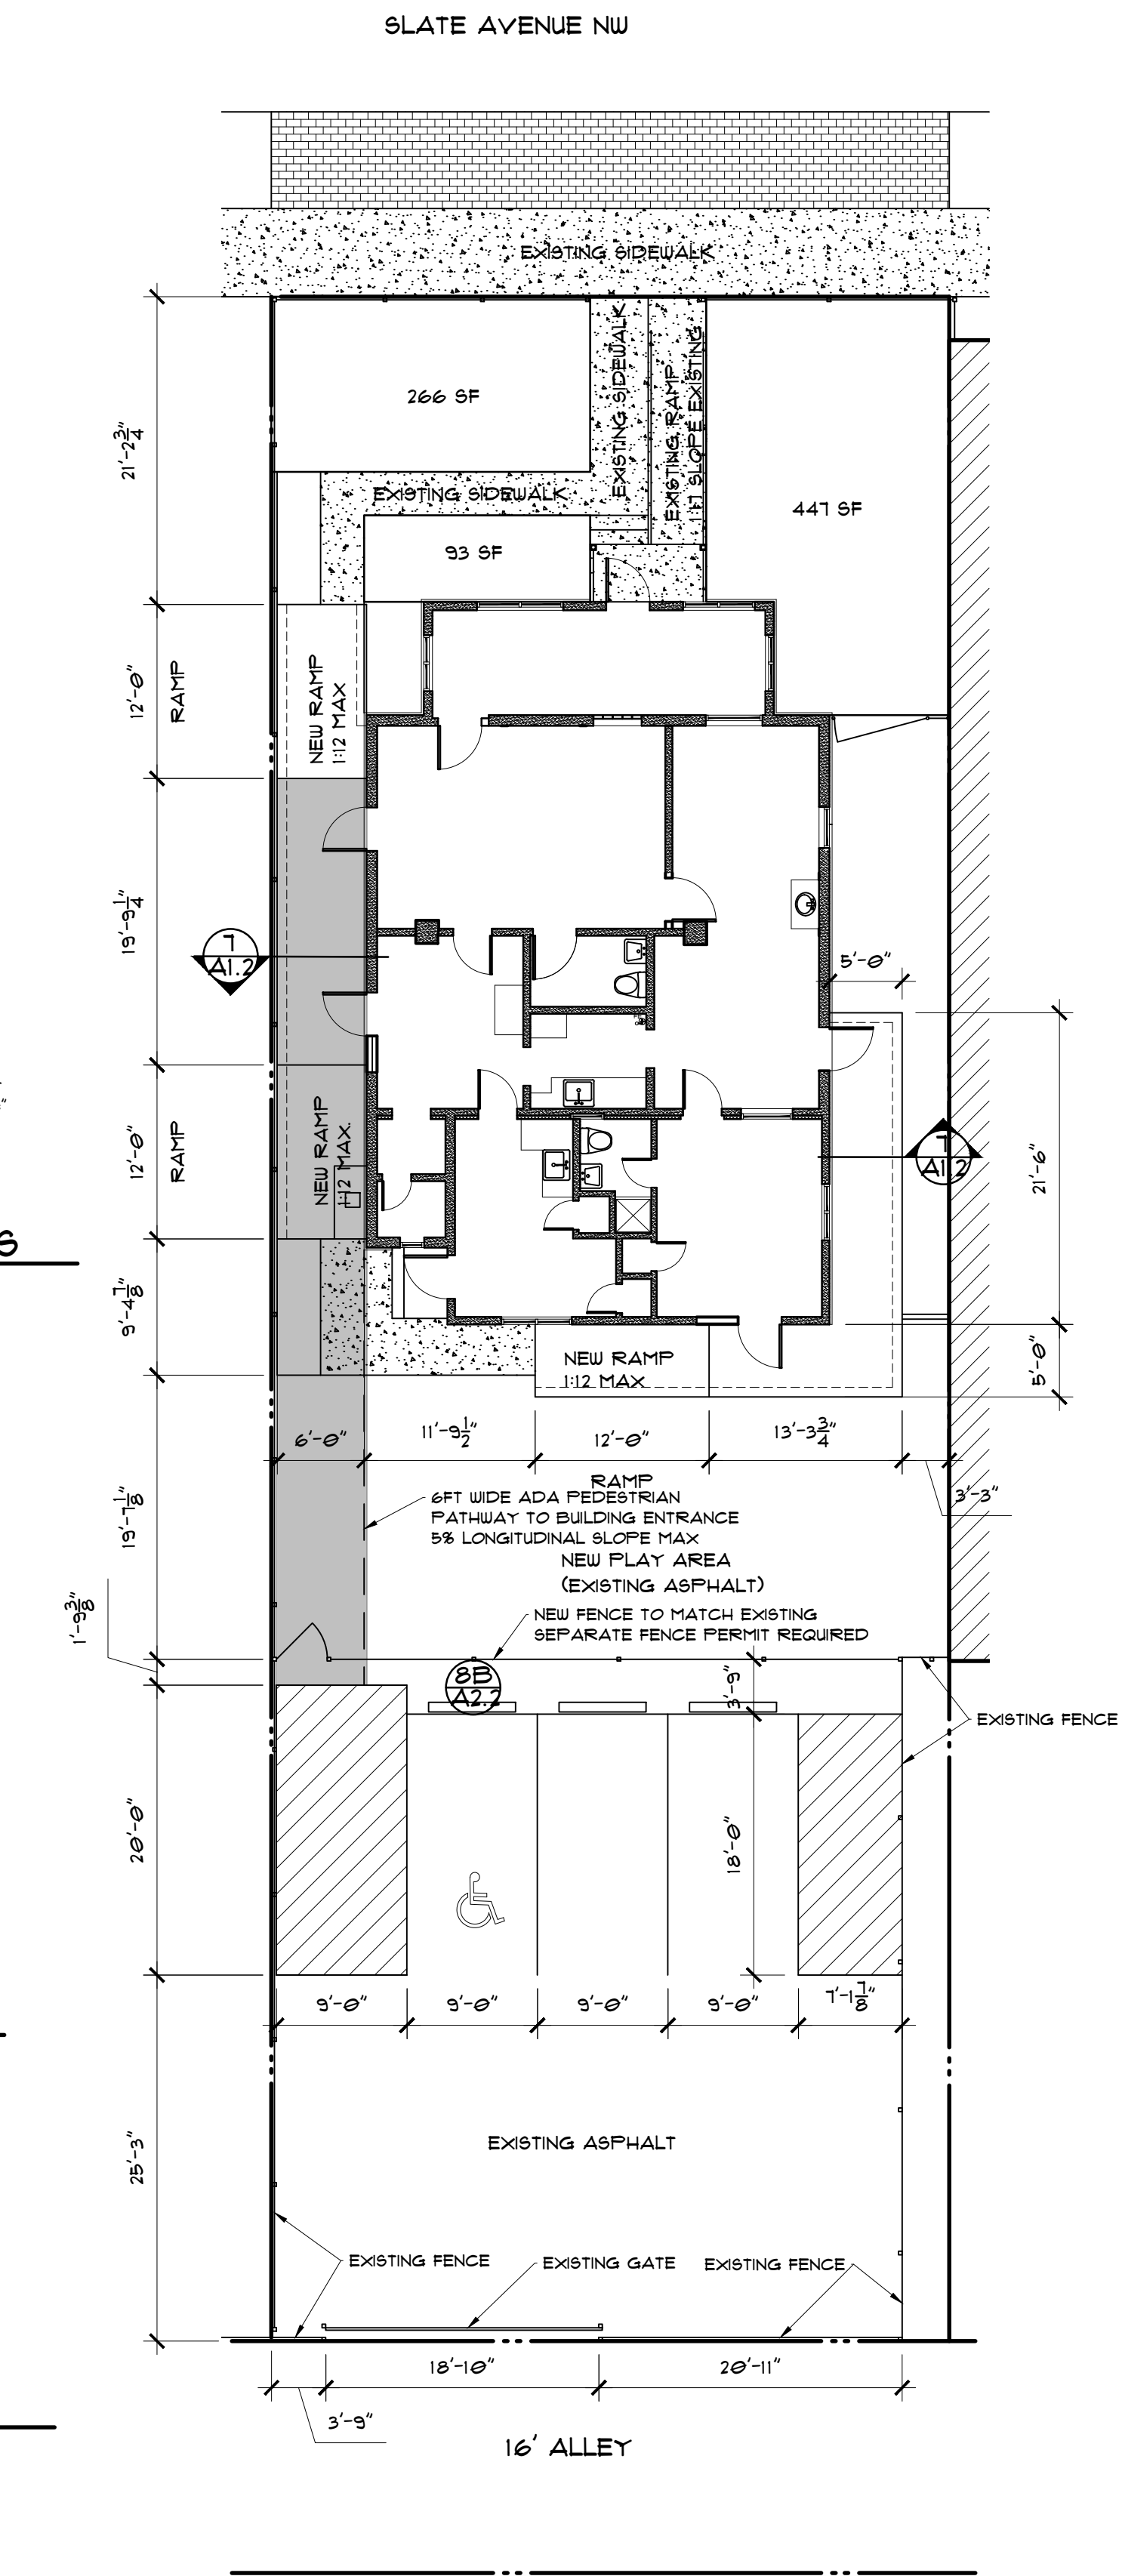 SLATE AVENUE NW
EXISTING SIDEWALK
EXISTING SIDEWALK
EXISTING RAMP
1:17 SLOPE EXISTING
266 SF
21'-2 3/4"
EXISTING SIDEWALK
447 SF
93 SF
12'-0"
RAMP
NEW RAMP
1:12 MAX
19'-9 1/4"
7
A1.2
5'-0"
12'-0"
RAMP
NEW RAMP
1:12 MAX.
7
A1.2
21'-6"
S
9'-4 7/8"
NEW RAMP
1:12 MAX
5'-0"
6'-0"
11'-9 1/2"
12'-0"
13'-3 3/4"
3'-3"
RAMP
6FT WIDE ADA PEDESTRIAN
PATHWAY TO BUILDING ENTRANCE
5% LONGITUDINAL SLOPE MAX
19'-7 1/8"
NEW PLAY AREA
(EXISTING ASPHALT)
1'-9 3/8"
NEW FENCE TO MATCH EXISTING
SEPARATE FENCE PERMIT REQUIRED
8B
A2.2
3'-9"
EXISTING FENCE
20'-0"
18'-0"
9'-0"
9'-0"
9'-0"
9'-0"
7'-1 7/8"
25'-3"
EXISTING ASPHALT
EXISTING FENCE
EXISTING GATE
EXISTING FENCE
18'-10"
20'-11"
3'-9"
16' ALLEY